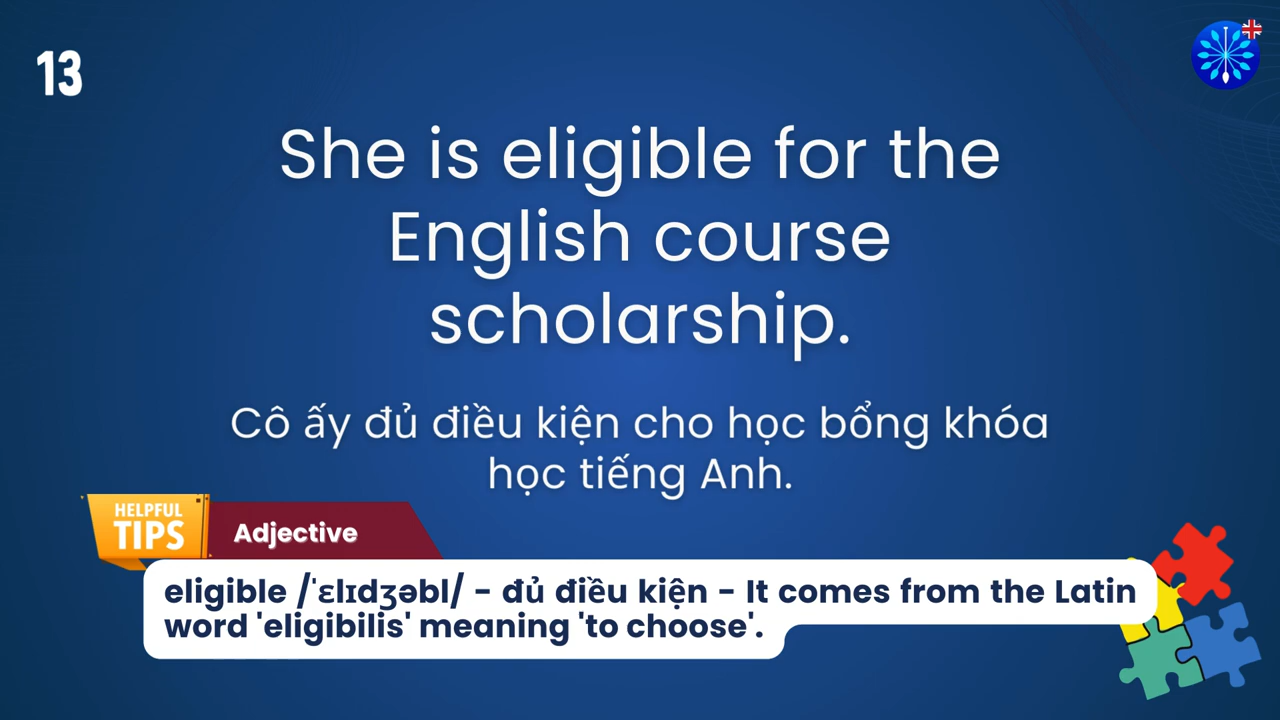 13
She is eligible for the
English course
scholarship.
Cô ấy đủ điều kiện cho học bổng khóa
học tiếng Anh.
HELPFUL
TIPS
Adjective
eligible /ˈɛlɪdʒəbl/ - đủ điều kiện - It comes from the Latin
word 'eligibilis' meaning 'to choose'.